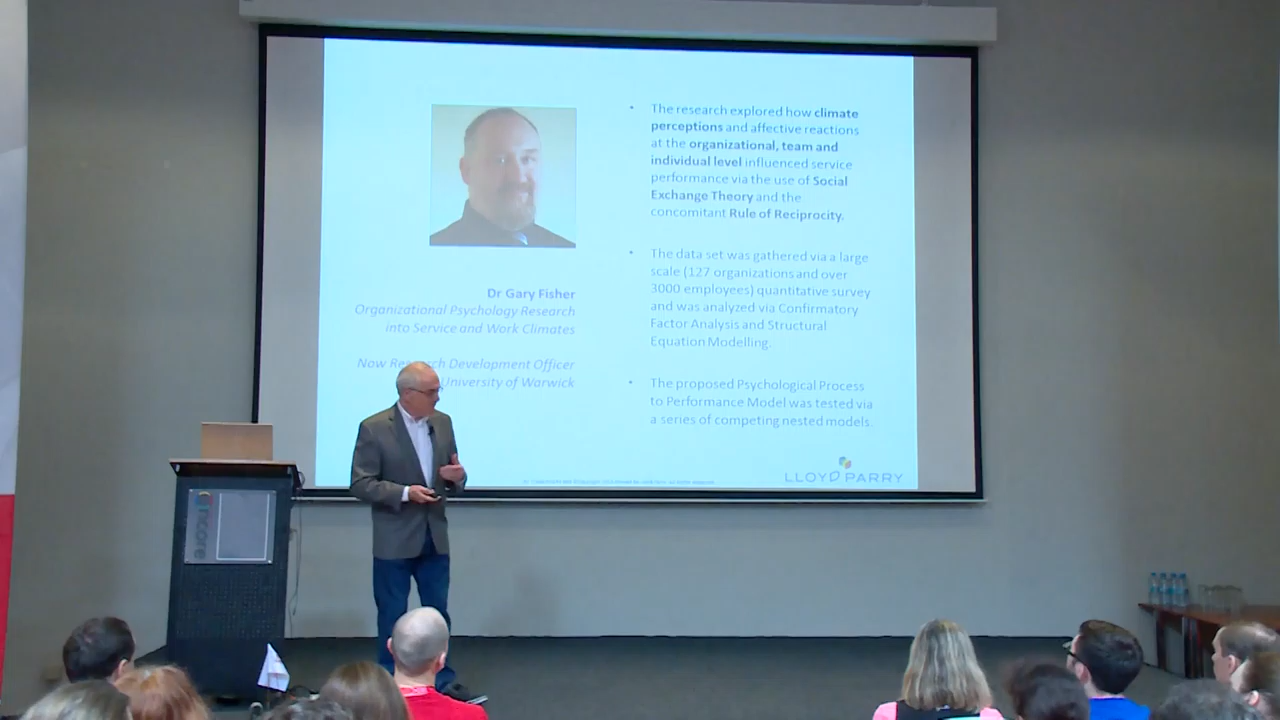 Dr Gary Fisher
Organizational Psychology Research
into Service and Work Climates
Now Research Development Officer
University of Warwick
• The research explored how climate
perceptions and affective reactions
at the organizational, team and
individual level influenced service
performance via the use of Social
Exchange Theory and the
concomitant Rule of Reciprocity.
• The data set was gathered via a large
scale (127 organizations and over
3000 employees) quantitative survey
and was analyzed via Confirmatory
Factor Analysis and Structural
Equation Modelling.
• The proposed Psychological Process
to Performance Model was tested via
a series of competing nested models.
LLOYD PARRY
ncore